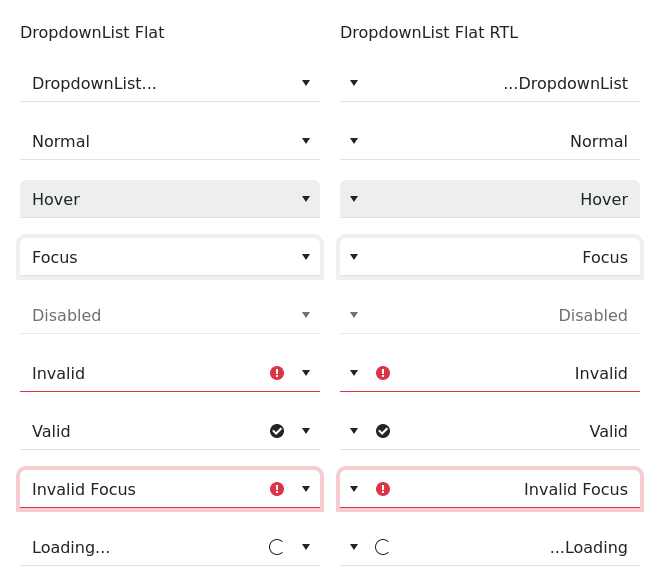 DropdownList Flat
DropdownList...
Normal
Hover
Focus
Disabled
Invalid
Valid
Invalid Focus
Loading...
DropdownList Flat RTL
...DropdownList
Normal
Hover
Focus
Disabled
Invalid
Valid
Invalid Focus
...Loading